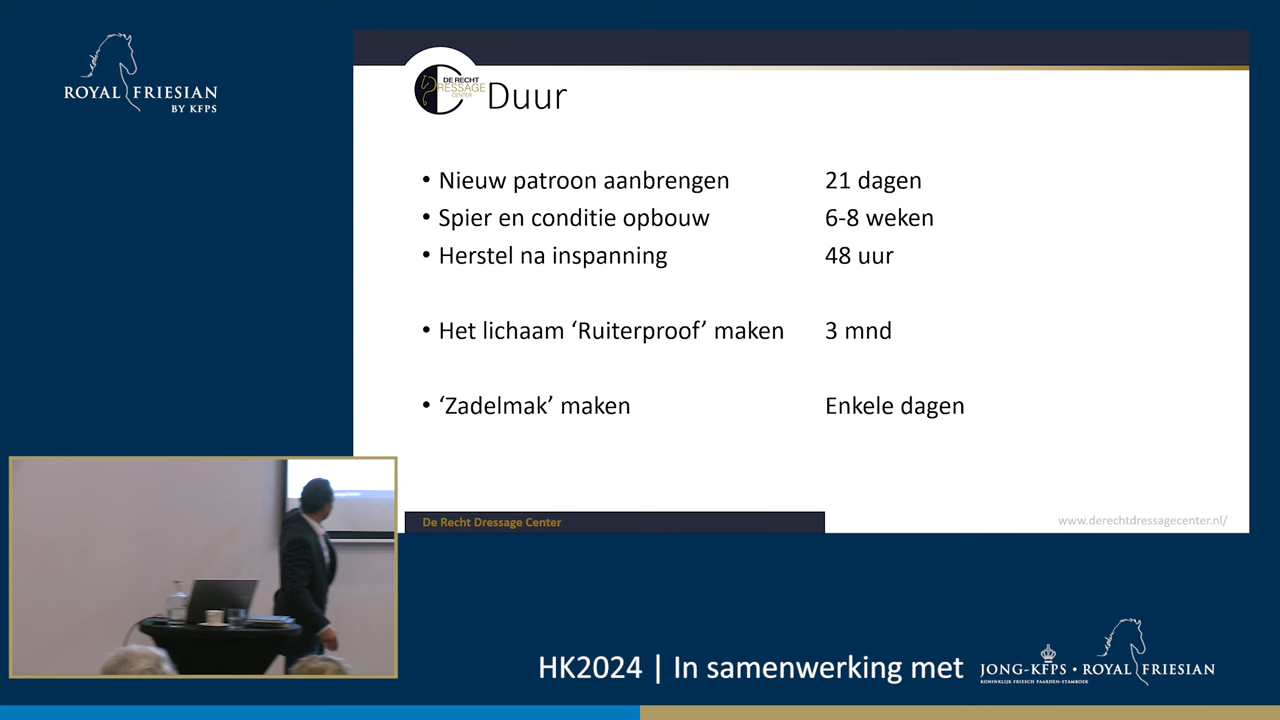 ROYAL FRIESIAN
BY KFPS
DE RECHT
DRESSAGE
CENTER
Duur
• Nieuw patroon aanbrengen 21 dagen
• Spier en conditie opbouw 6-8 weken
• Herstel na inspanning 48 uur
• Het lichaam ‘Ruiterproof’ maken 3 mnd
• ‘Zadelmak’ maken Enkele dagen
De Recht Dressage Center
www.derechtdressagecenter.nl/
HK2024 | In samenwerking met
JONG-KFPS • ROYAL FRIESIAN
KONINKLIJK FRIESCH PAARDEN-STAMBOEK